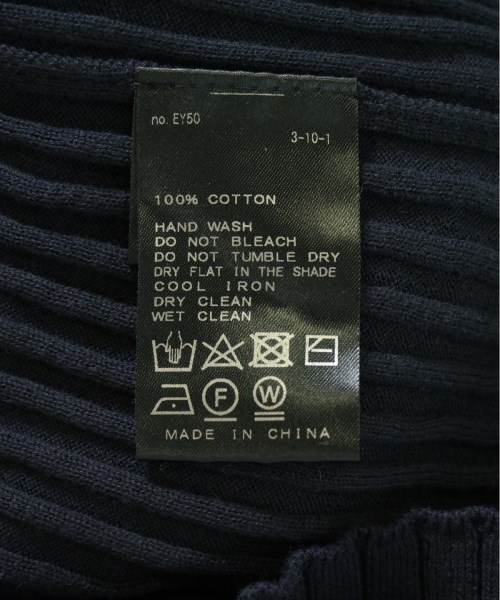 no. EY50
3-10-1
100% COTTON
HAND WASH
DO NOT BLEACH
DO NOT TUMBLE DRY
DRY FLAT IN THE SHADE
COOL IRON
DRY CLEAN
WET CLEAN
F W
MADE IN CHINA